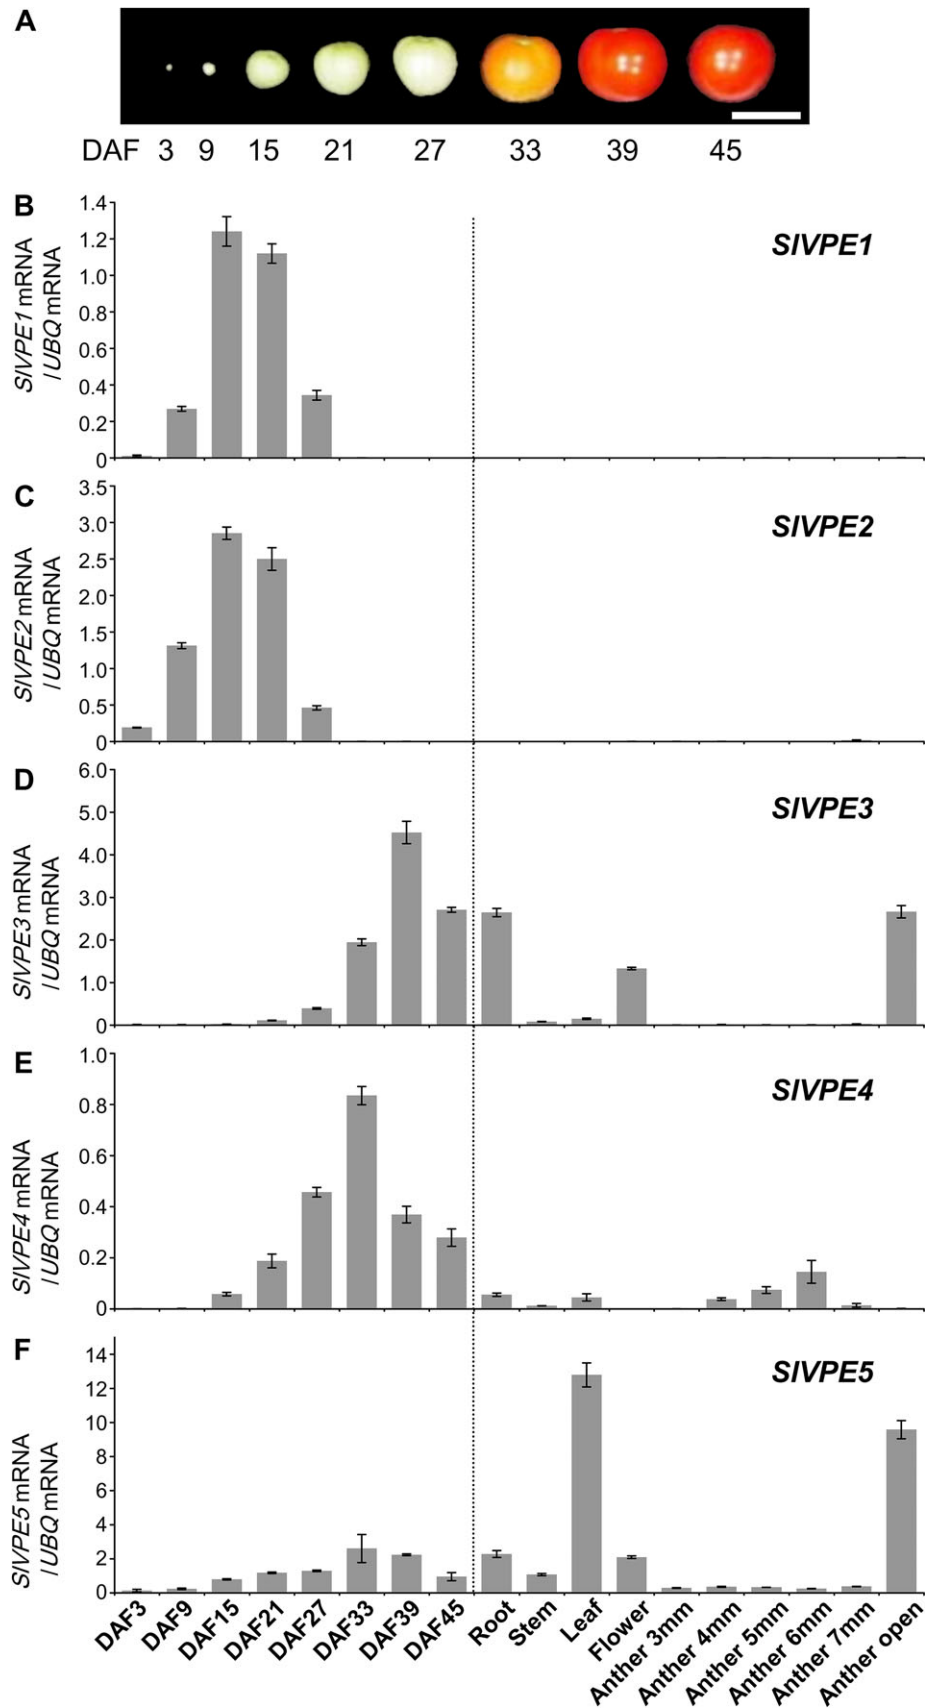 A
DAF 3 9 15 21 27 33 39 45
B
SlVPE1 mRNA
/UBQ mRNA
1.4
1.2
1.0
0.8
0.6
0.4
0.2
0
SlVPE1
C
SlVPE2 mRNA
/UBQ mRNA
3.5
3.0
2.5
2.0
1.5
1.0
0.5
0
SlVPE2
D
SlVPE3 mRNA
/UBQ mRNA
6.0
5.0
4.0
3.0
2.0
1.0
0
SlVPE3
E
SlVPE4 mRNA
/UBQ mRNA
1.0
0.8
0.6
0.4
0.2
0
SlVPE4
F
SlVPE5 mRNA
/UBQ mRNA
14
12
10
8
6
4
2
0
SlVPE5
DAF3
DAF9
DAF15
DAF21
DAF27
DAF33
DAF39
DAF45
Root
Stem
Leaf
Flower
Anther 3mm
Anther 4mm
Anther 5mm
Anther 6mm
Anther 7mm
Anther open